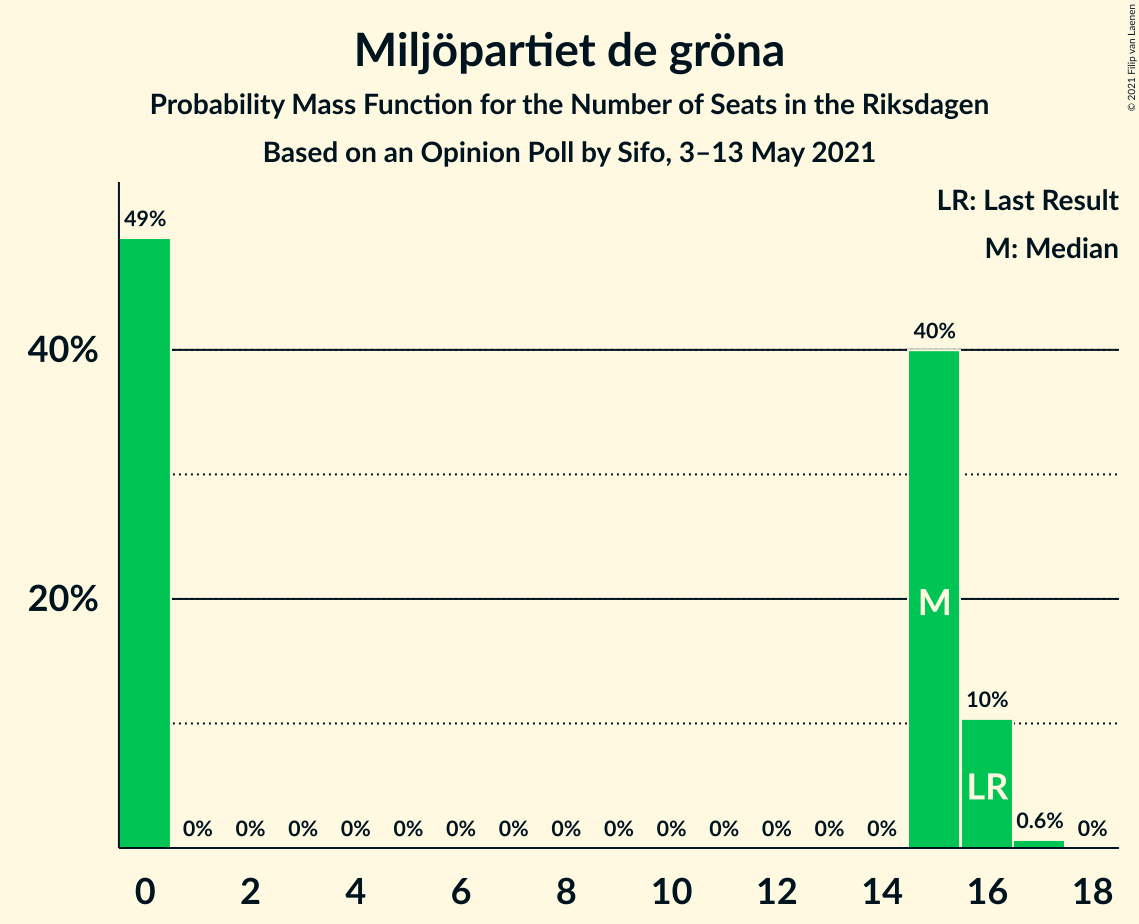 Miljöpartiet de gröna
Probability Mass Function for the Number of Seats in the Riksdagen
Based on an Opinion Poll by Sifo, 3–13 May 2021
© 2021 Filip van Laenen
LR: Last Result
M: Median
49%
40%
40%
20%
M
10%
LR
0% 0% 0% 0% 0% 0% 0% 0% 0% 0% 0% 0% 0% 0% 0.6% 0%
0 2 4 6 8 10 12 14 16 18